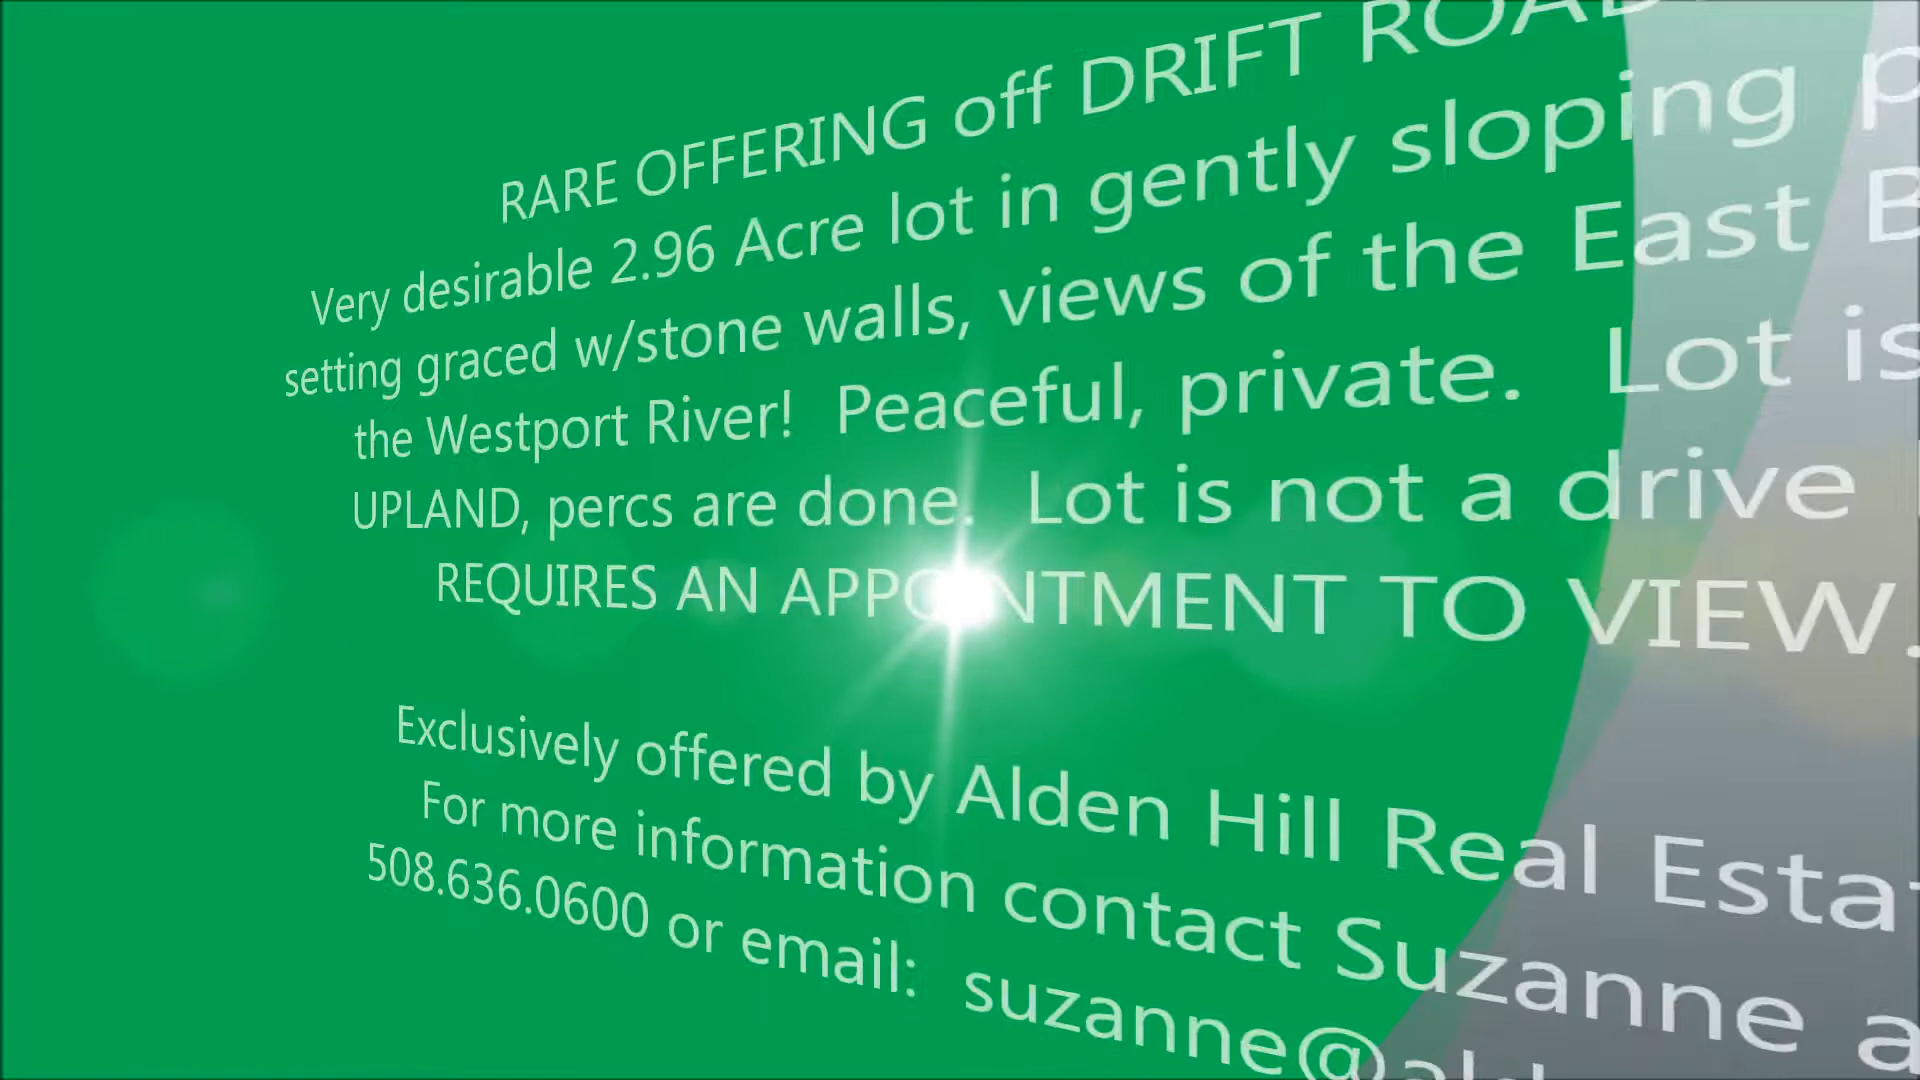 RARE OFFERING off DRIFT ROAD
Very desirable 2.96 Acre lot in gently sloping
setting graced w/stone walls, views of the East
the Westport River! Peaceful, private. Lot is
UPLAND, percs are done. Lot is not a drive
REQUIRES AN APPOINTMENT TO VIEW.
Exclusively offered by Alden Hill Real
For more information contact Suzanne
508.636.0600 or email: suzanne@